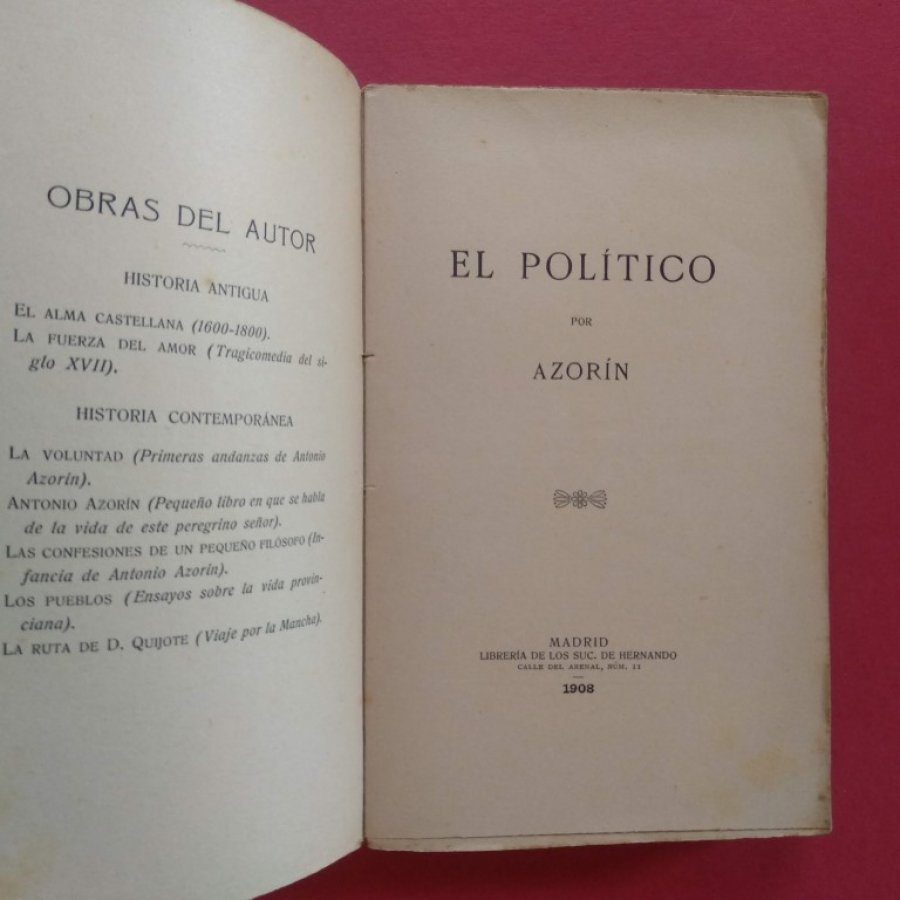 OBRAS DEL AUTOR
HISTORIA ANTIGUA
EL ALMA CASTELLANA (1600-1800).
LA FUERZA DEL AMOR (Tragicomedia del si-
glo XVII).
HISTORIA CONTEMPORÁNEA
LA VOLUNTAD (Primeras andanzas de Antonio
Azorín).
ANTONIO AZORÍN (Pequeño libro en que se habla
de la vida de este peregrino señor).
LAS CONFESIONES DE UN PEQUEÑO FILÓSOFO (In-
fancia de Antonio Azorín).
LOS PUEBLOS (Ensayos sobre la vida provin-
ciana).
LA RUTA DE D. QUIJOTE (Viaje por la Mancha).
EL POLÍTICO
POR
AZORÍN
MADRID
LIBRERÍA DE LOS SUC. DE HERNANDO
CALLE DEL ARENAL, NÚM. 11
1908